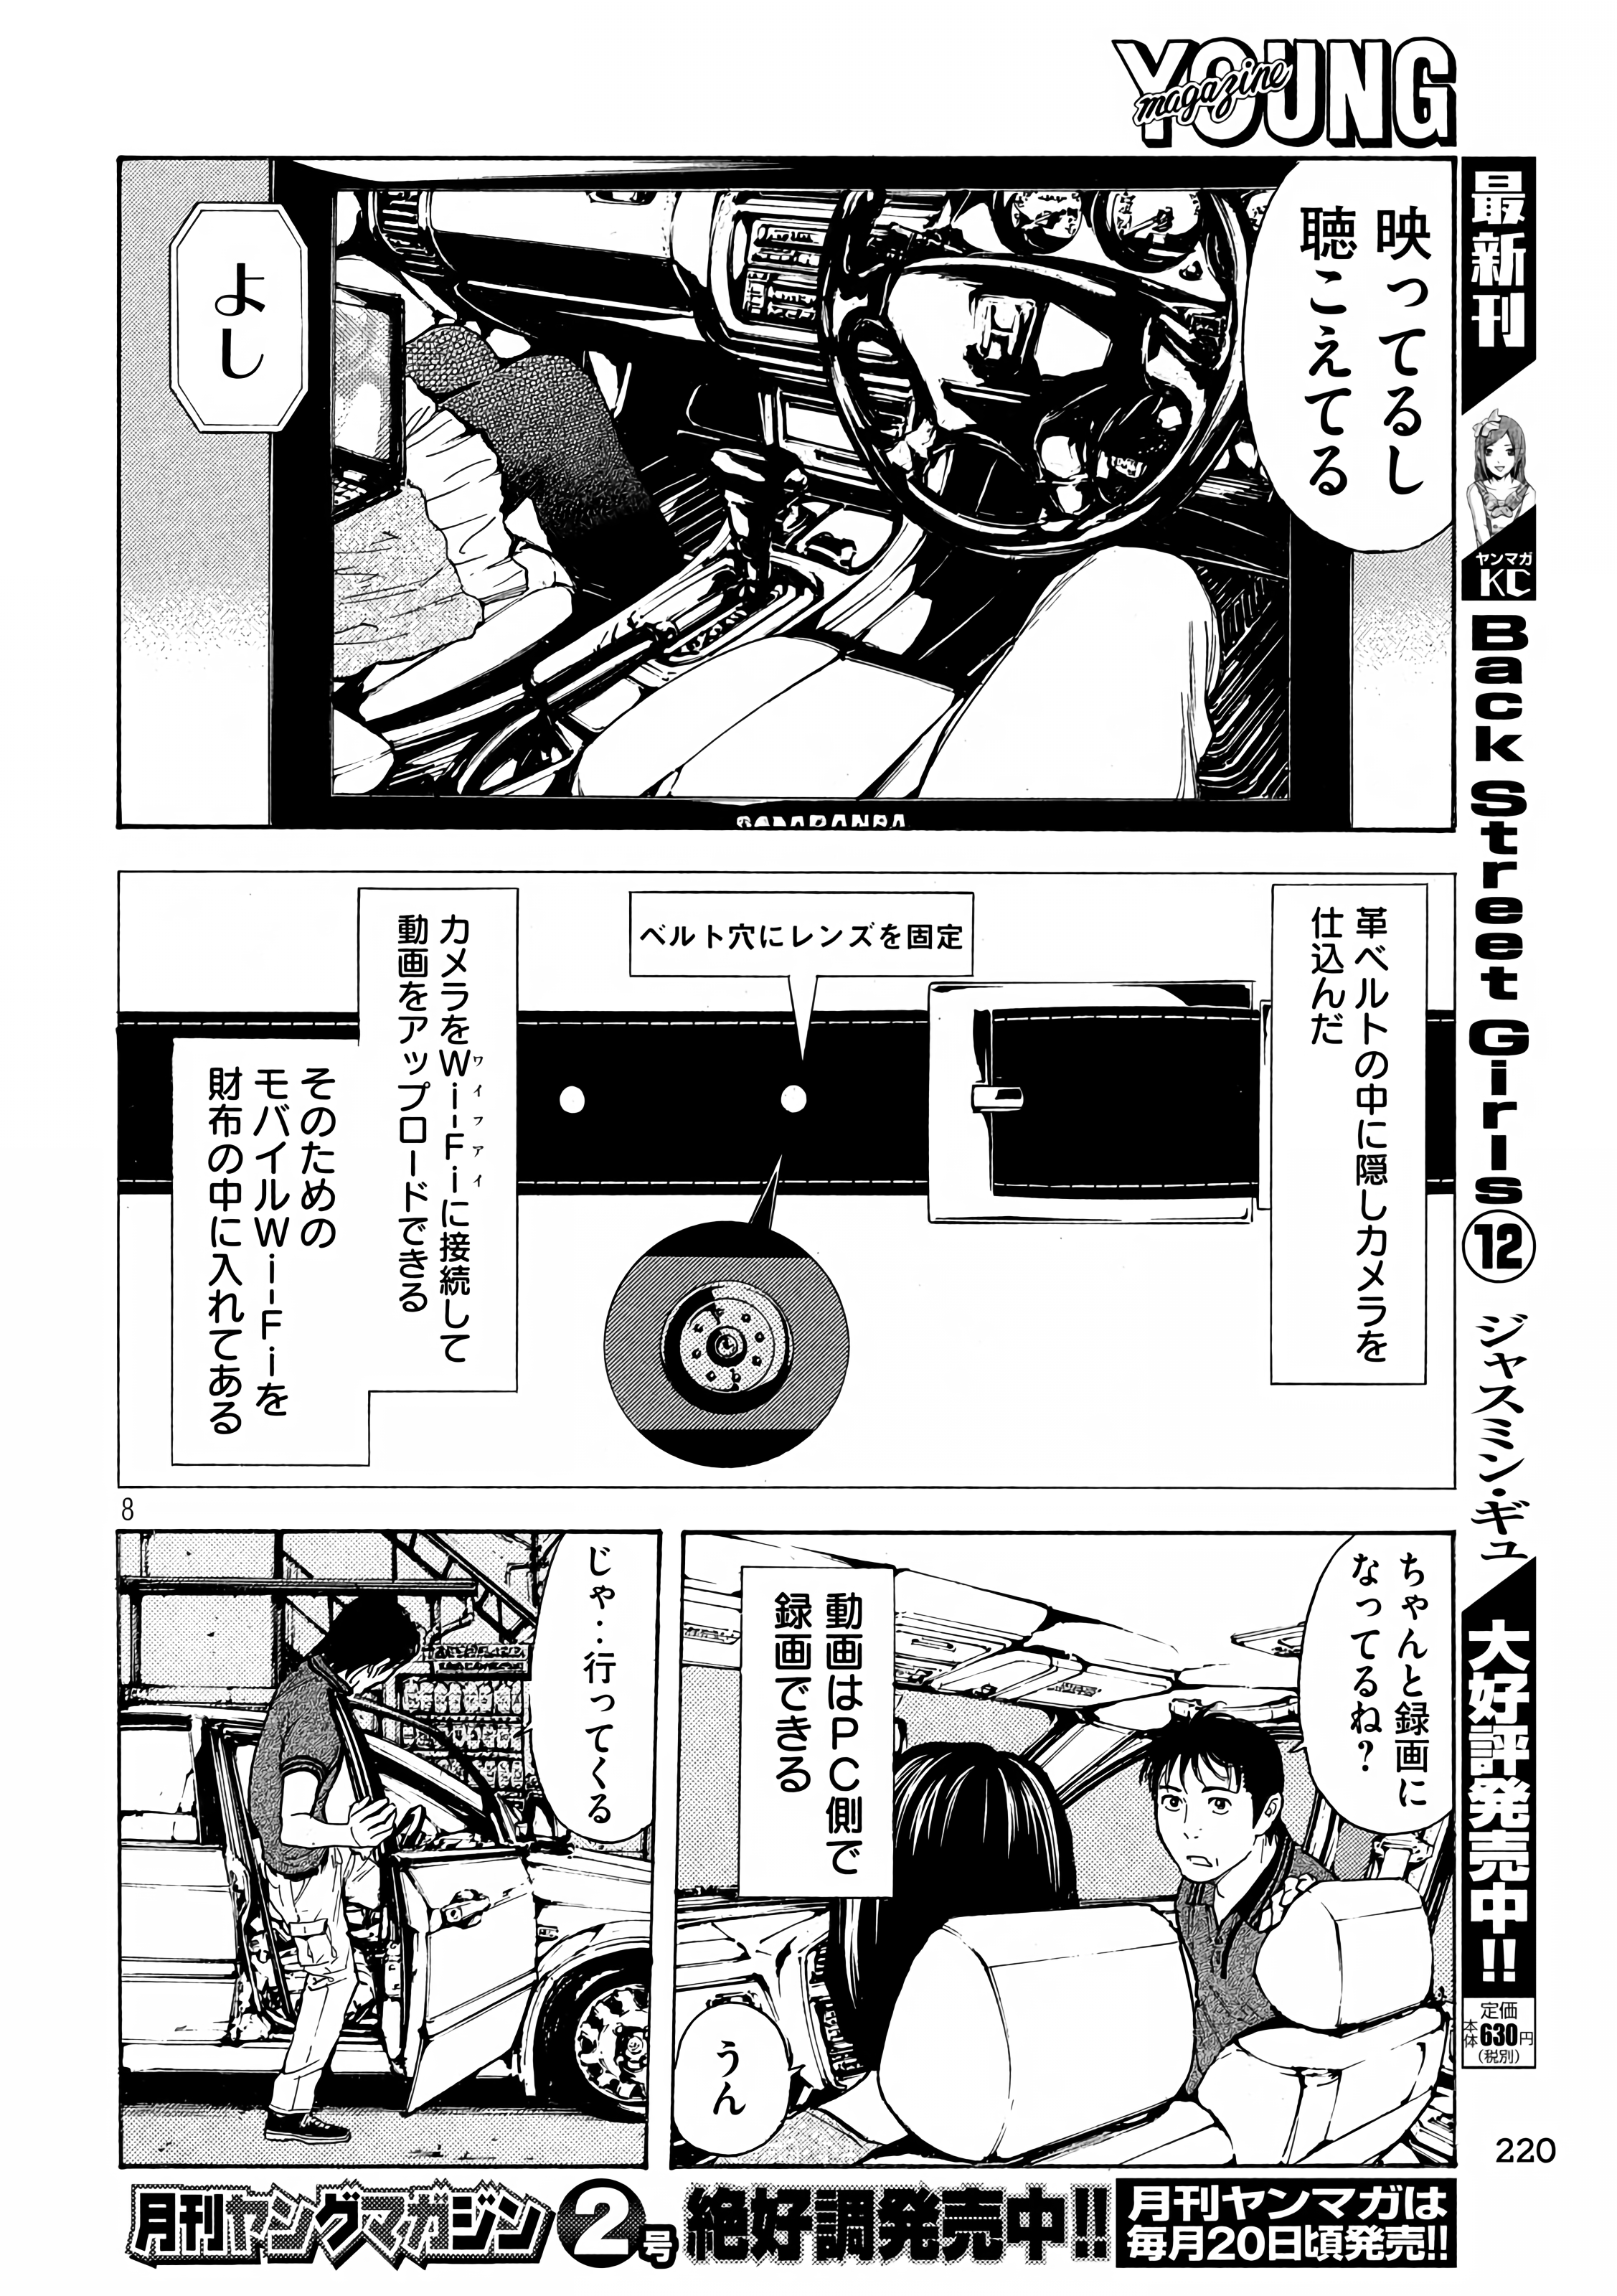 YOUNG
magazine
映ってるし
聴こえてる
よし
革ベルトの中に隠しカメラを
仕込んだ
ベルト穴にレンズを固定
カメラをWi-Fiに接続して
ワイファイ
動画をアップロードできる
そのための
モバイルWi-Fiを
財布の中に入れてある
8
ちゃんと録画に
なってるね?
動画はPC側で
録画できる
うん
じゃ‥行ってくる
最新刊
ヤンマガ
KC
Back Street Girls⑫
ジャスミン・ギュ
大好評発売中!!
定価
本体630円
(税別)
220
月刊ヤングマガジン2号絶好調発売中!!
月刊ヤンマガは
毎月20日頃発売!!